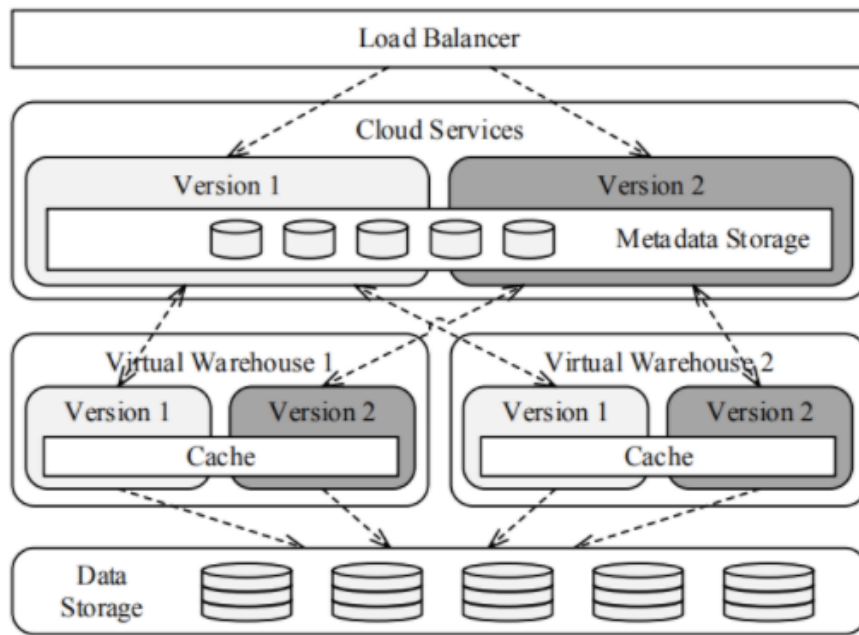 Load Balancer
Cloud Services
Version 1
Version 2
Metadata Storage
Virtual Warehouse 1
Virtual Warehouse 2
Version 1
Version 2
Version 1
Version 2
Cache
Cache
Data
Storage